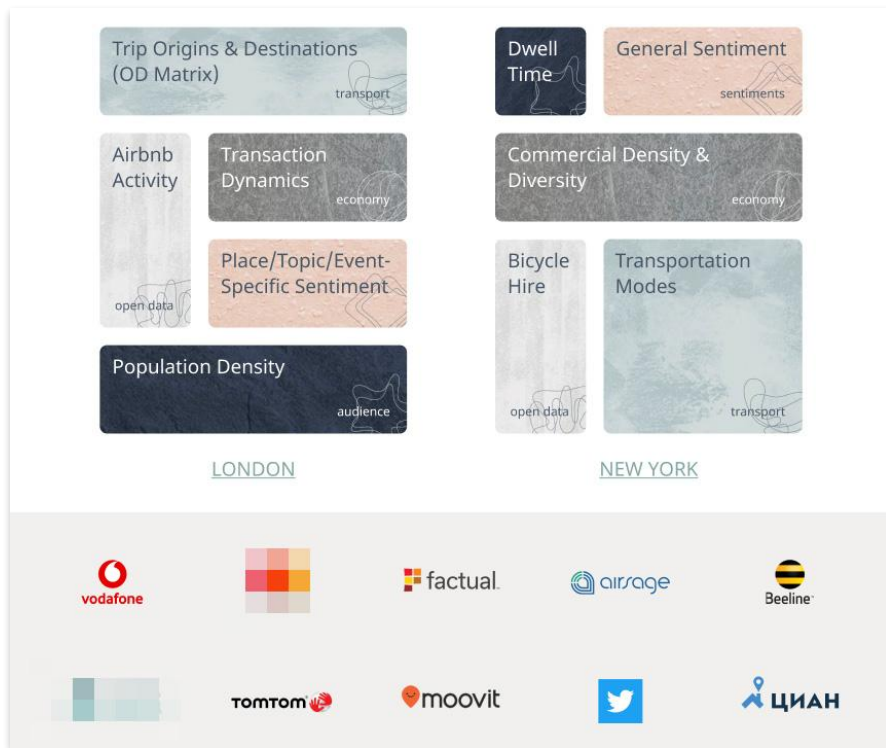 Trip Origins & Destinations
(OD Matrix)
transport
Airbnb
Activity
open data
Transaction
Dynamics
economy
Place/Topic/Event-
Specific Sentiment
Population Density
audience
LONDON
Dwell
Time
General Sentiment
sentiments
Commercial Density &
Diversity
economy
Bicycle
Hire
open data
Transportation
Modes
transport
NEW YORK
vodafone
factual.
airsage
Beeline™
TOMTOM
moovit
ЦИАН